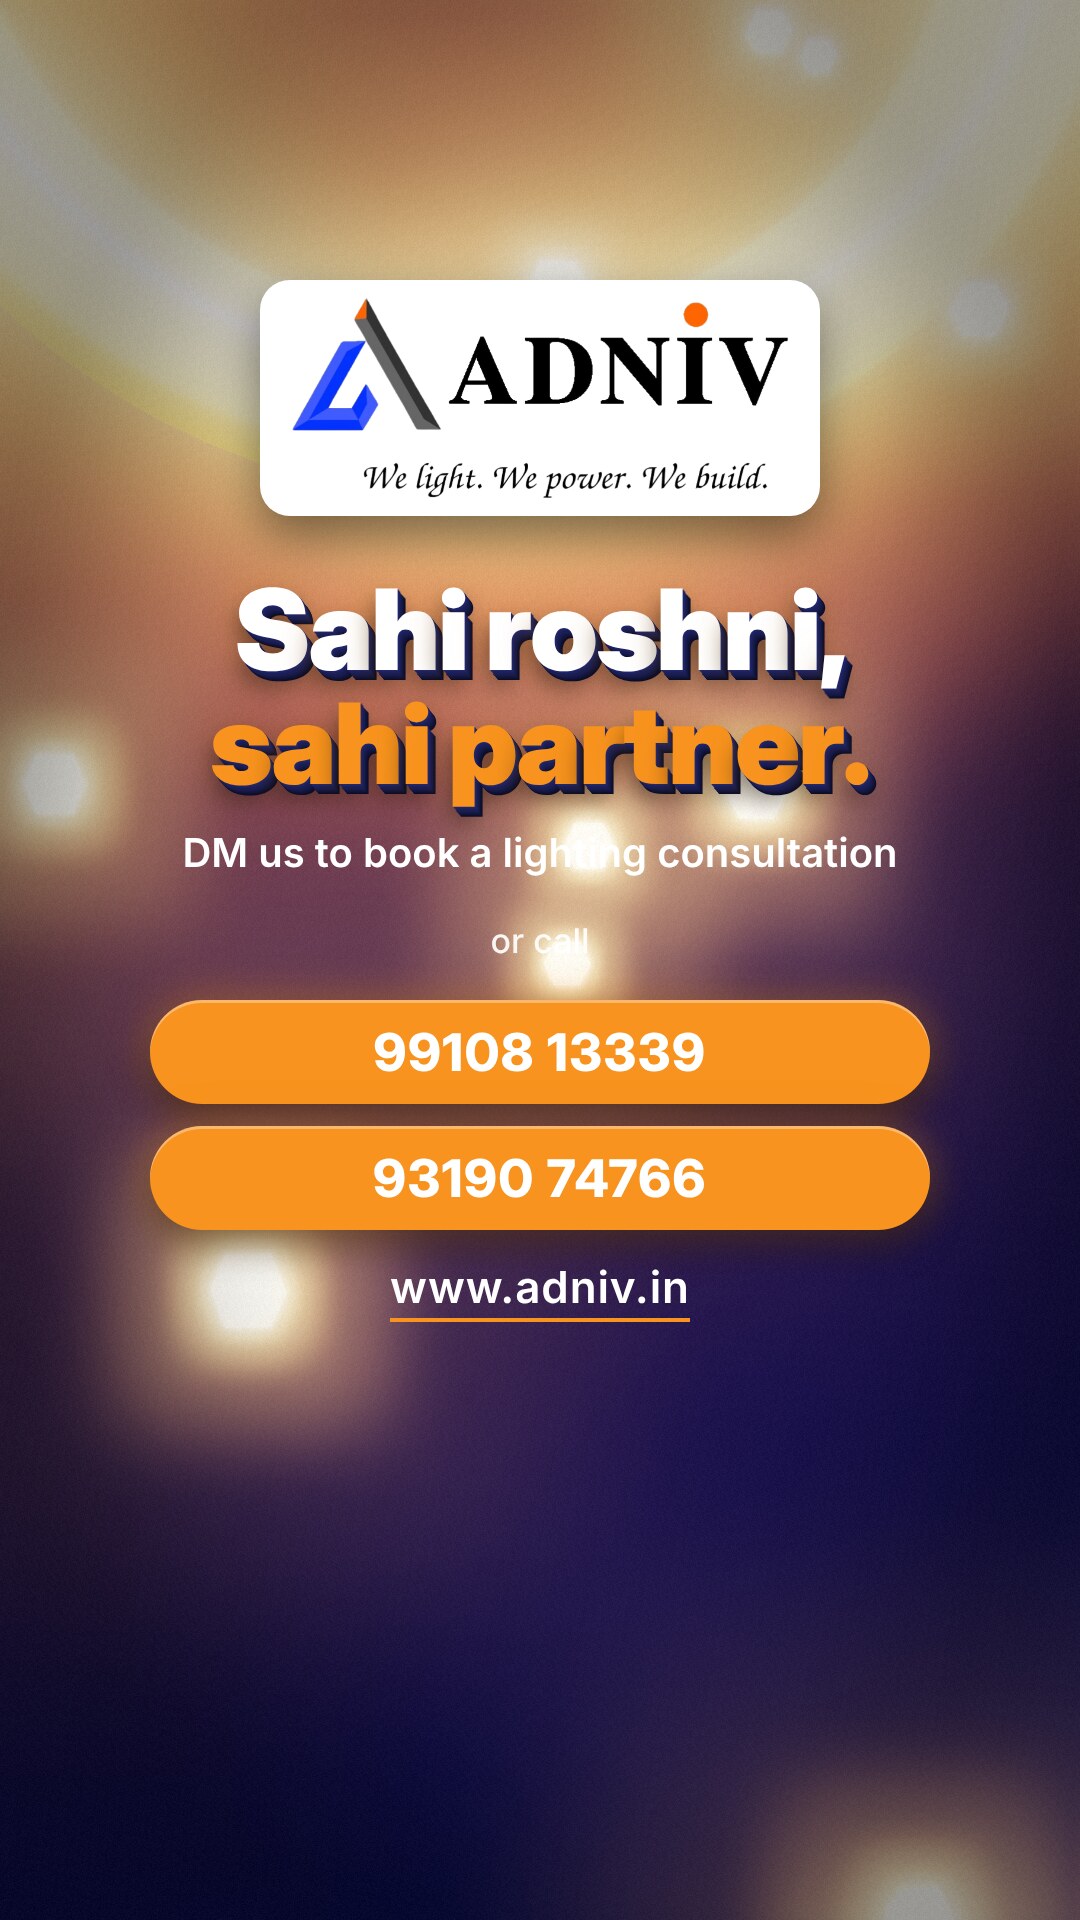 ADNiV
We light. We power. We build.
Sahi roshni,
sahi partner.
DM us to book a lighting consultation
or call
99108 13339
93190 74766
www.adniv.in